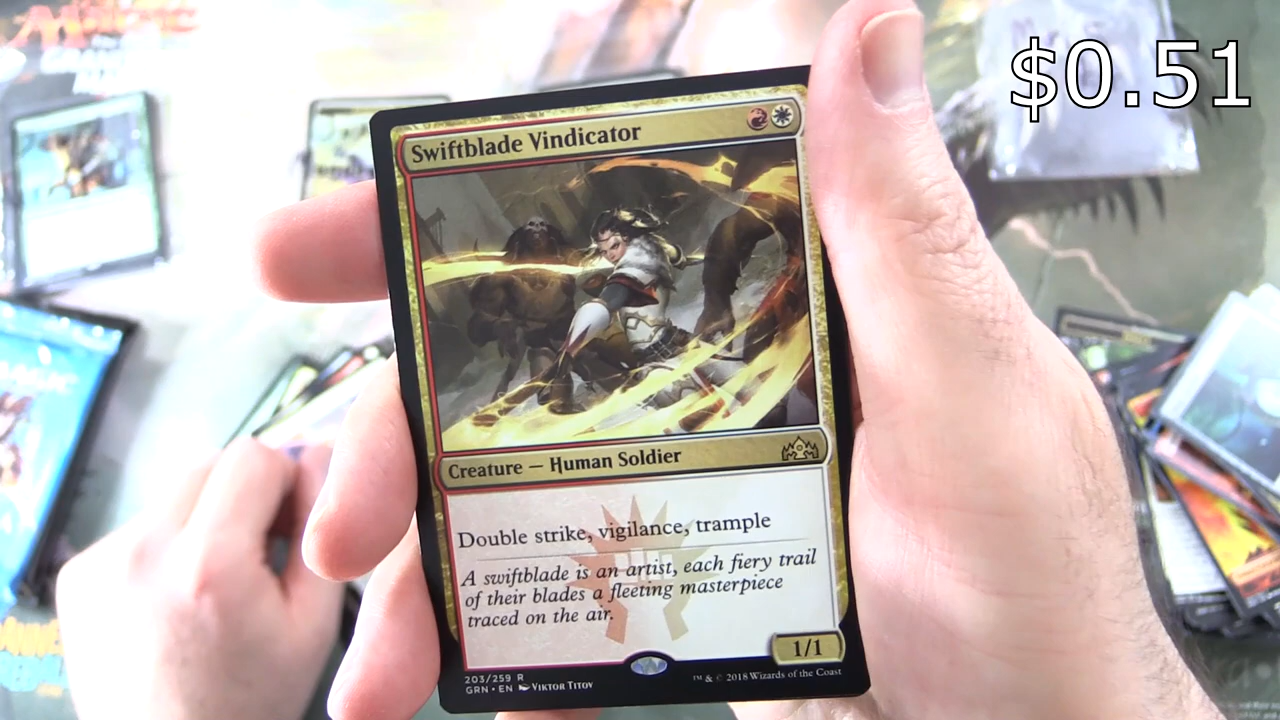 $0.51
Swiftblade Vindicator
Creature — Human Soldier
Double strike, vigilance, trample
A swiftblade is an artist, each fiery trail
of their blades a fleeting masterpiece
traced on the air.
1/1
203/259 R
GRN • EN Viktor Titov
™ & © 2018 Wizards of the Coast